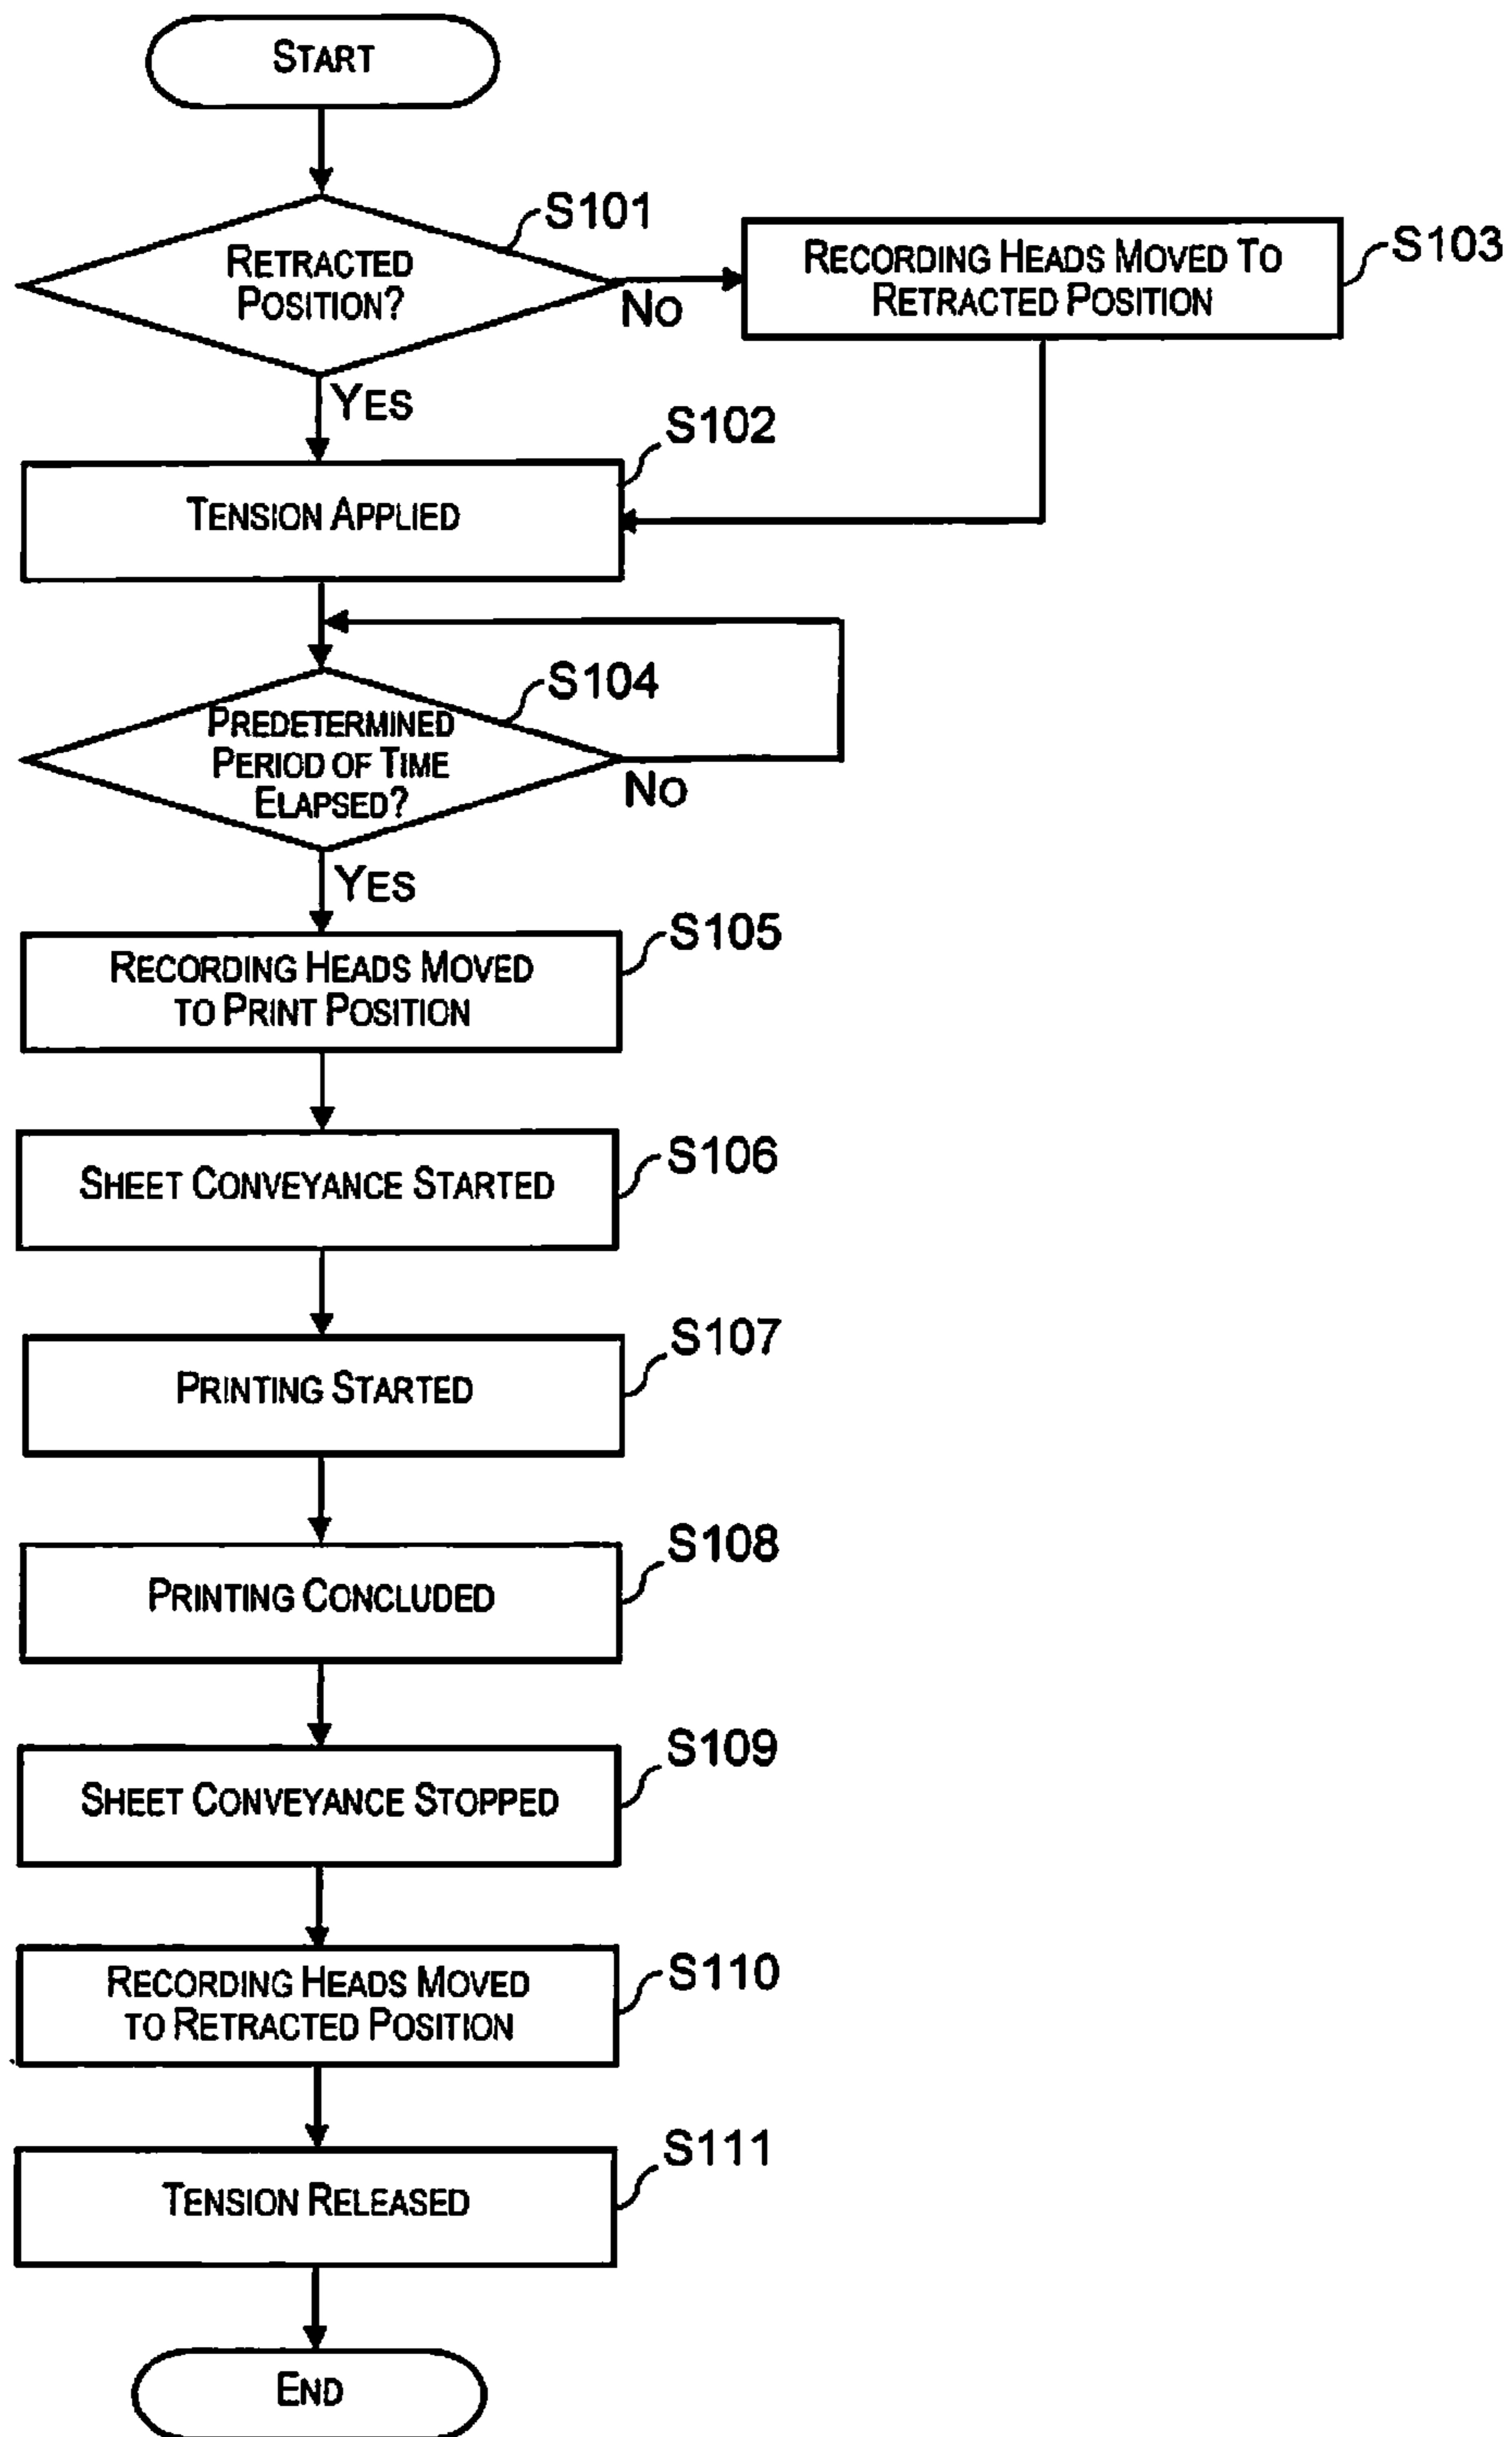 START
S101
RETRACTED
POSITION?
NO
RECORDING HEADS MOVED TO
RETRACTED POSITION
S103
YES
S102
TENSION APPLIED
S104
PREDETERMINED
PERIOD OF TIME
ELAPSED?
NO
YES
S105
RECORDING HEADS MOVED
TO PRINT POSITION
S106
SHEET CONVEYANCE STARTED
S107
PRINTING STARTED
S108
PRINTING CONCLUDED
S109
SHEET CONVEYANCE STOPPED
S110
RECORDING HEADS MOVED
TO RETRACTED POSITION
S111
TENSION RELEASED
END